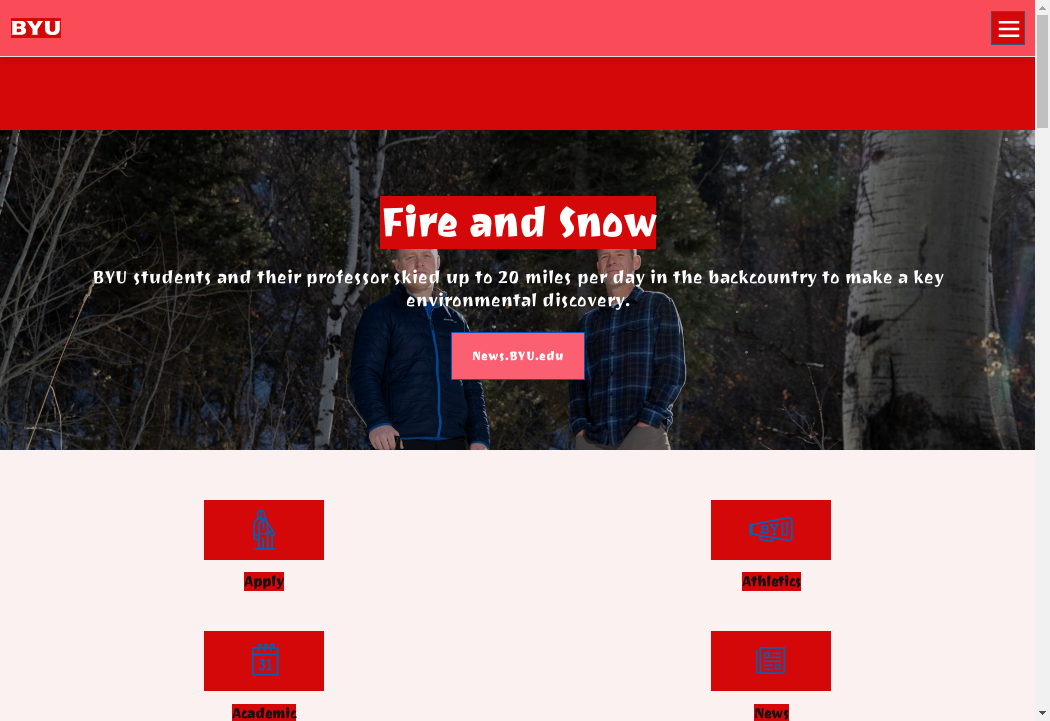 BYU
Fire and Snow
BYU students and their professor skied up to 20 miles per day in the backcountry to make a key
environmental discovery.
News.BYU.edu
BYU
Apply
Athletics
31
Academic
News